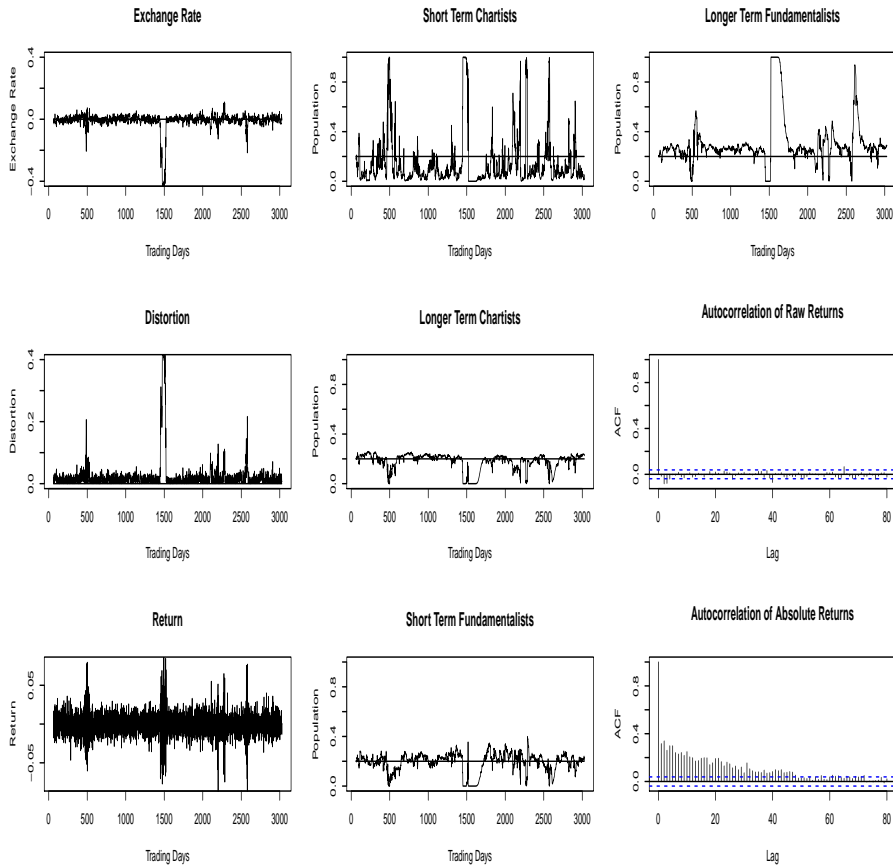 Exchange Rate
Exchange Rate
0.4
0.0
−0.4
0 500 1000 1500 2000 2500 3000
Trading Days
Short Term Chartists
Population
0.8
0.4
0.0
0 500 1000 1500 2000 2500 3000
Trading Days
Longer Term Fundamentalists
Population
0.8
0.4
0.0
0 500 1000 1500 2000 2500 3000
Trading Days
Distortion
Distortion
0.4
0.2
0.0
0 500 1000 1500 2000 2500 3000
Trading Days
Longer Term Chartists
Population
0.8
0.4
0.0
0 500 1000 1500 2000 2500 3000
Trading Days
Autocorrelation of Raw Returns
ACF
0.8
0.4
0.0
0 20 40 60 80
Lag
Return
Return
0.05
−0.05
0 500 1000 1500 2000 2500 3000
Trading Days
Short Term Fundamentalists
Population
0.8
0.4
0.0
0 500 1000 1500 2000 2500 3000
Trading Days
Autocorrelation of Absolute Returns
ACF
0.8
0.4
0.0
0 20 40 60 80
Lag